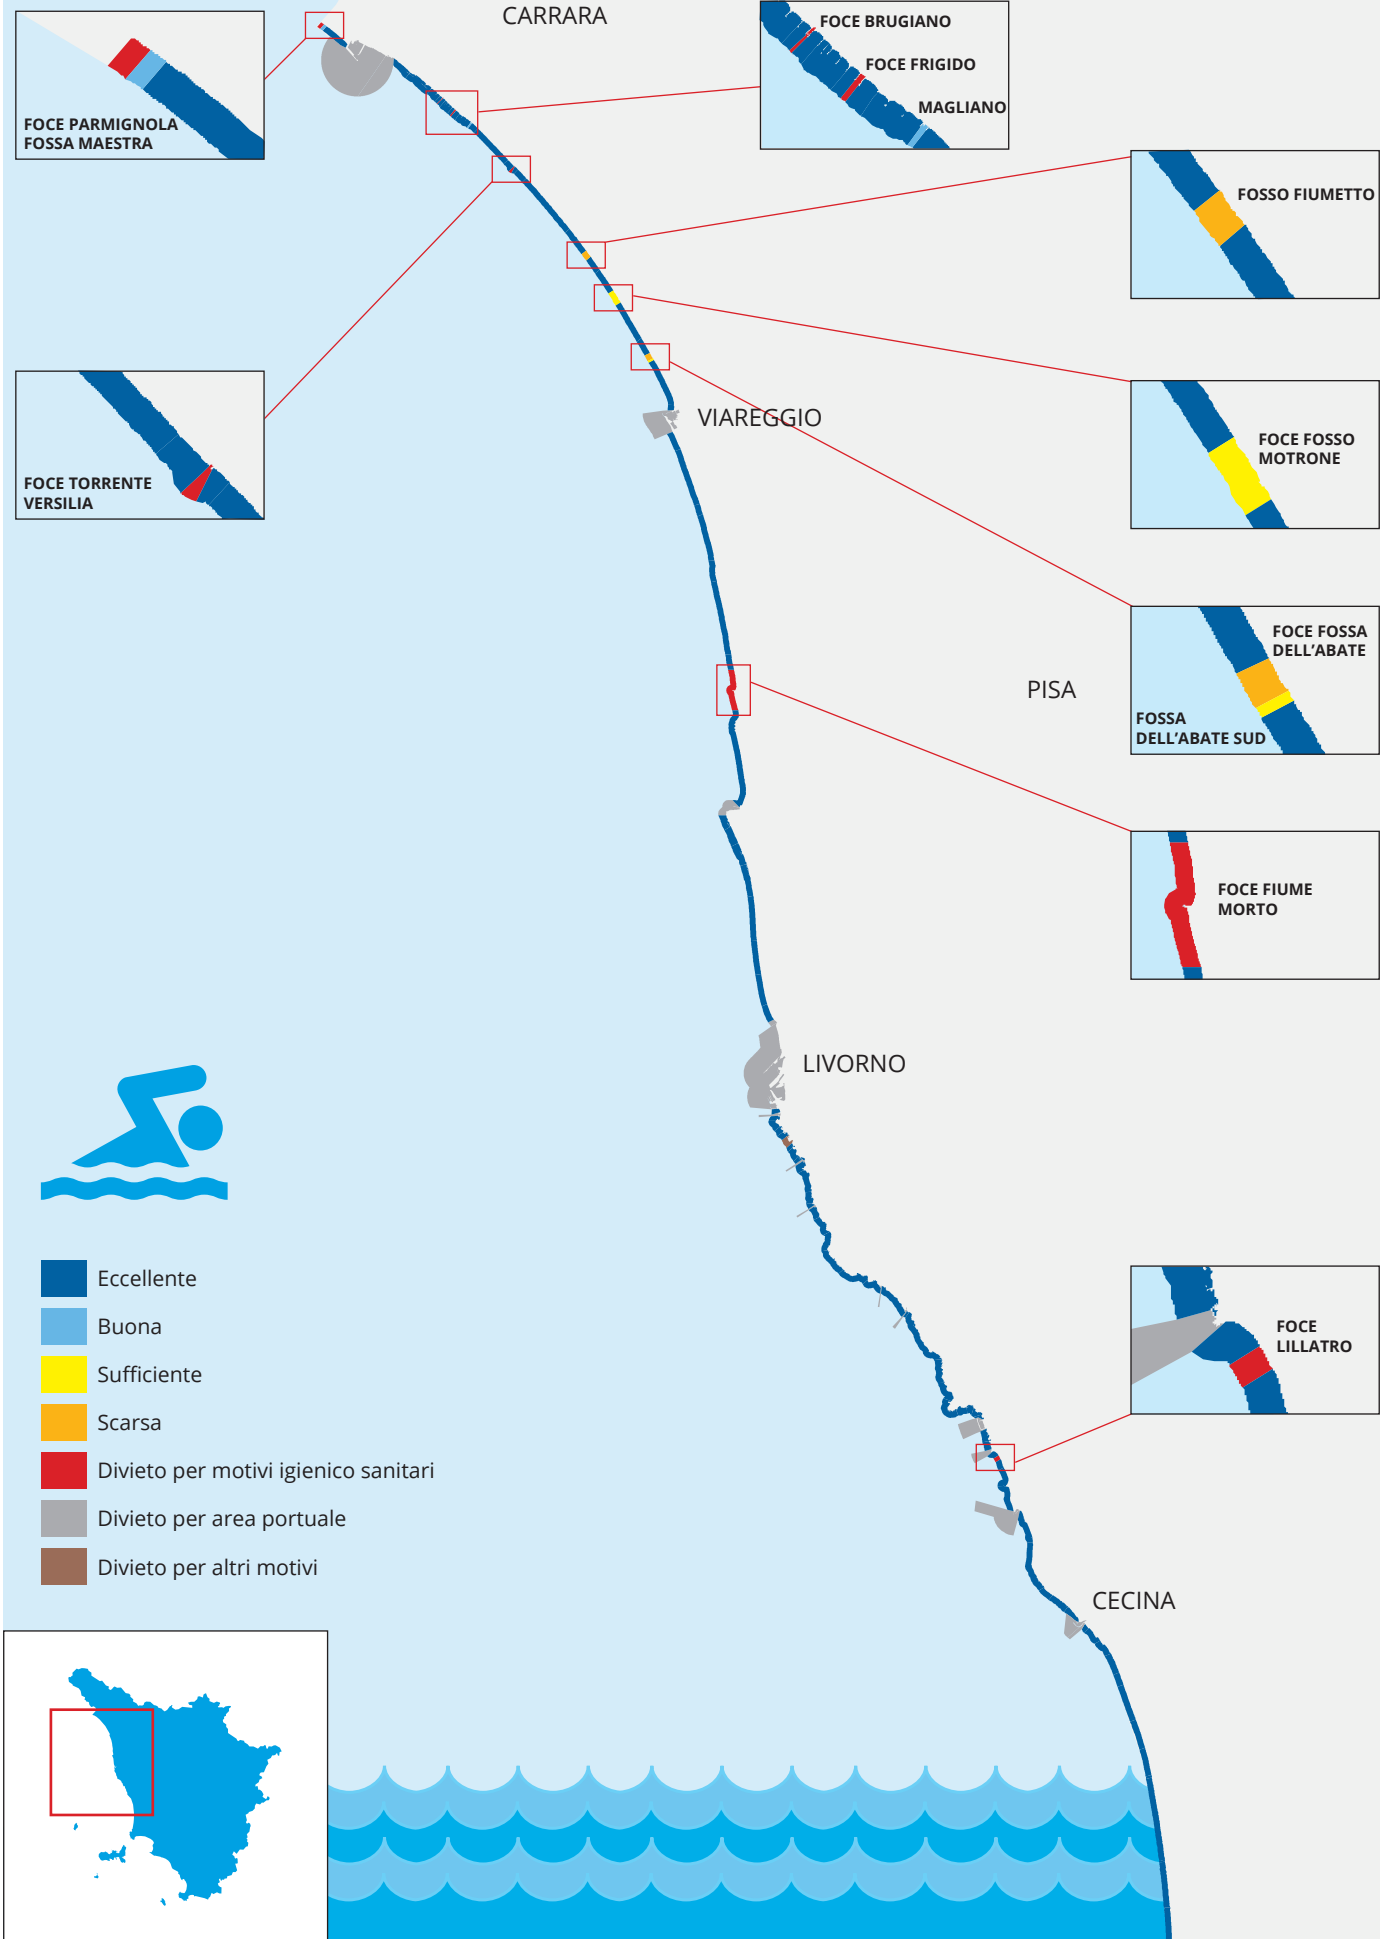 CARRARA
FOCE BRUGIANO
FOCE FRIGIDO
MAGLIANO
FOCE PARMIGNOLA
FOSSA MAESTRA
FOSSO FIUMETTO
VIAREGGIO
FOCE FOSSO
MOTRONE
FOCE TORRENTE
VERSILIA
FOCE FOSSA
DELL'ABATE
FOSSA
DELL'ABATE SUD
PISA
FOCE FIUME
MORTO
LIVORNO
Eccellente
Buona
Sufficiente
Scarsa
Divieto per motivi igienico sanitari
Divieto per area portuale
Divieto per altri motivi
FOCE
LILLATRO
CECINA